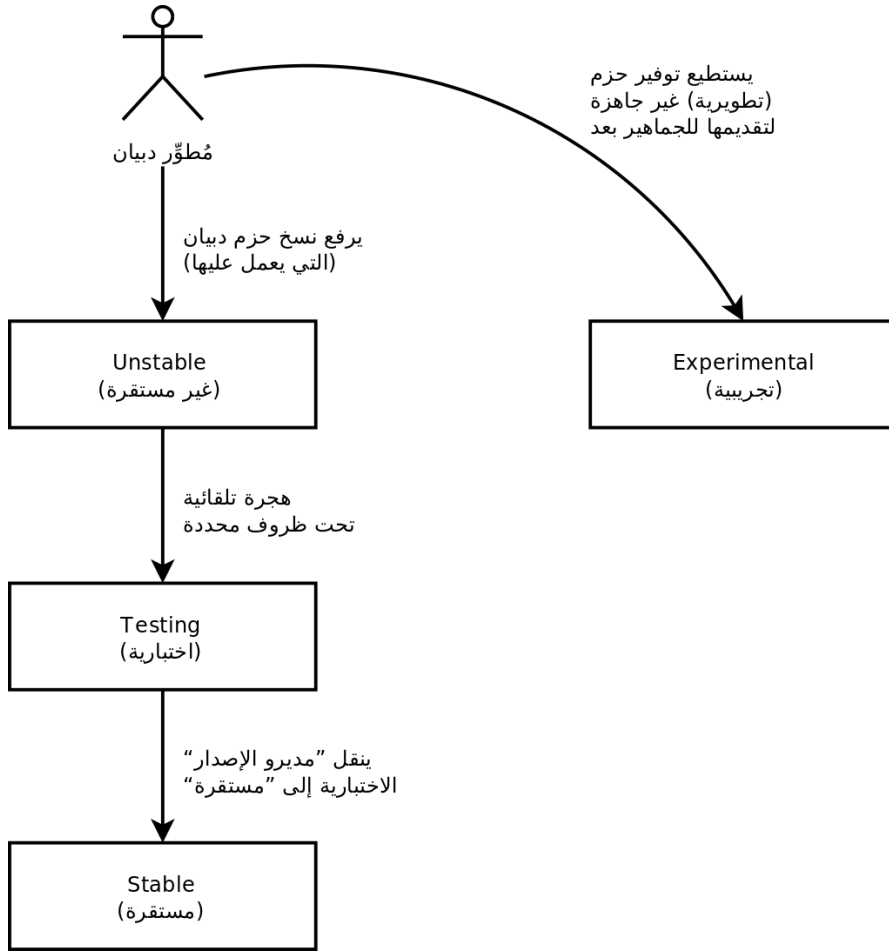 يستطيع توفير حزم
(تطويرية) غير جاهزة
لتقديمها للجماهير بعد
مُطوِّر دبيان
يرفع نسخ حزم دبيان
(التي يعمل عليها)
Unstable
(غير مستقرة)
Experimental
(تجريبية)
هجرة تلقائية
تحت ظروف محددة
Testing
(اختبارية)
ينقل ”مديرو الإصدار“
الاختبارية إلى ”مستقرة“
Stable
(مستقرة)